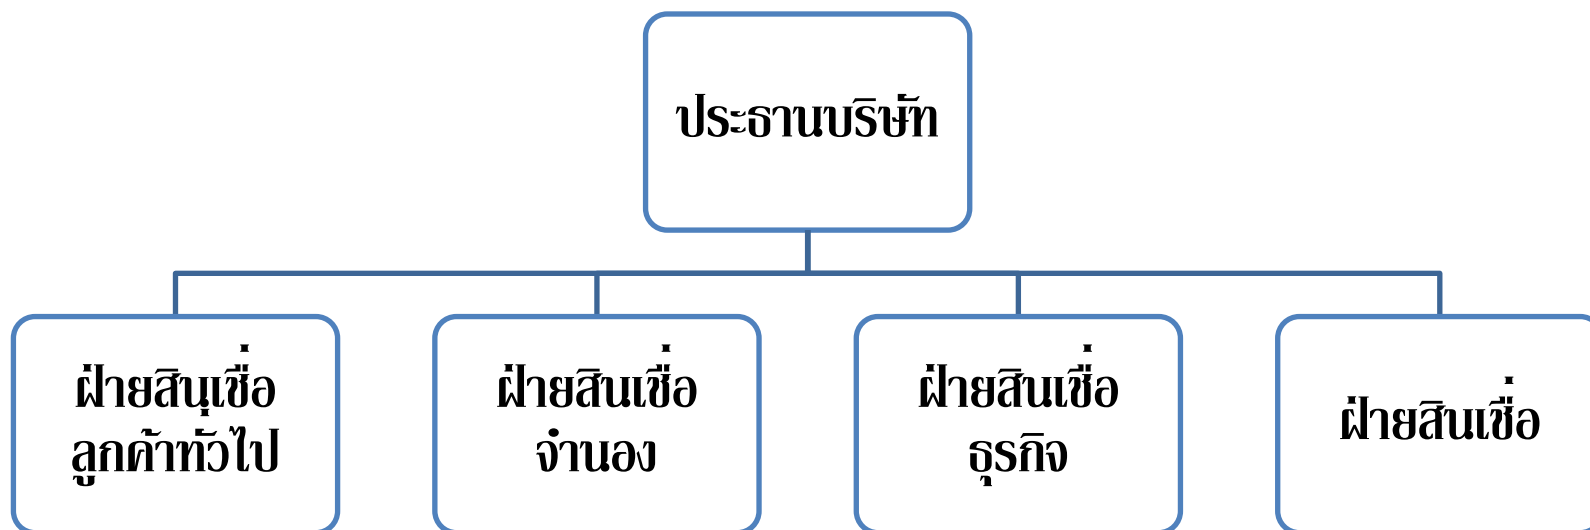 ประธานบริษัท
ฝ่ายสินเชื่อ
ลูกค้าทั่วไป
ฝ่ายสินเชื่อ
จำนอง
ฝ่ายสินเชื่อ
ธุรกิจ
ฝ่ายสินเชื่อ